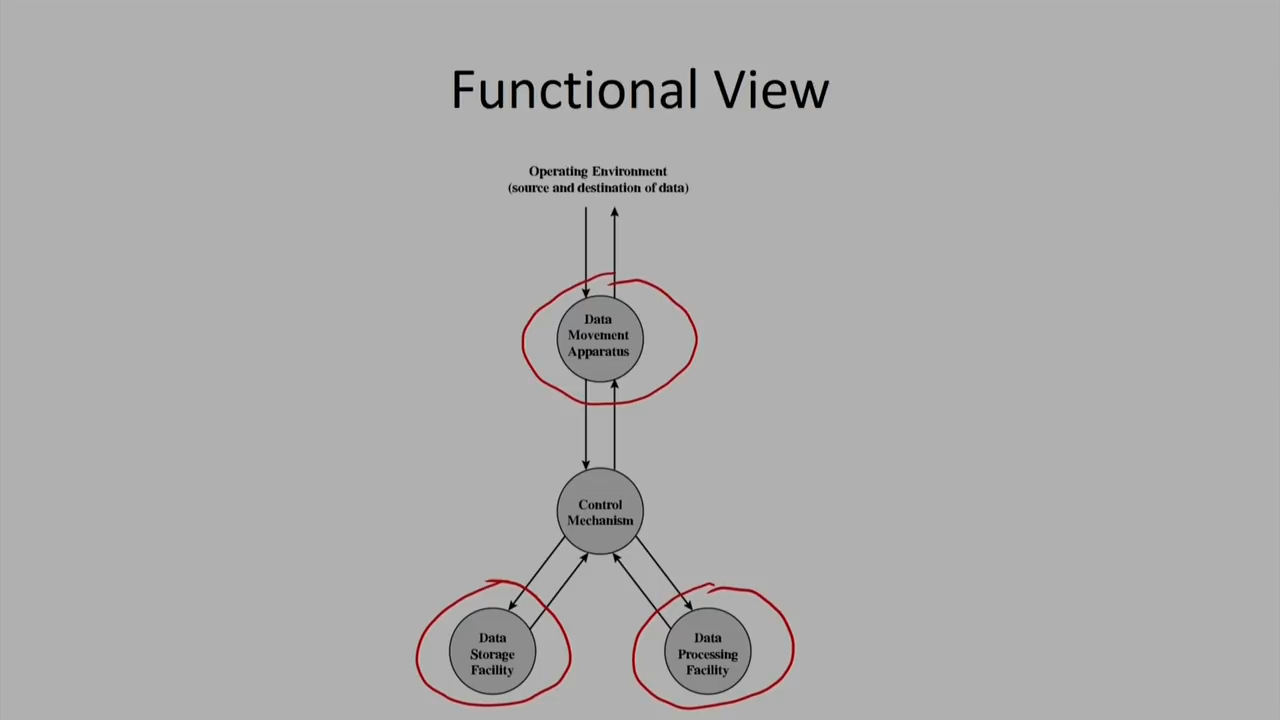 Functional View
Operating Environment
(source and destination of data)
Data
Movement
Apparatus
Control
Mechanism
Data
Storage
Facility
Data
Processing
Facility